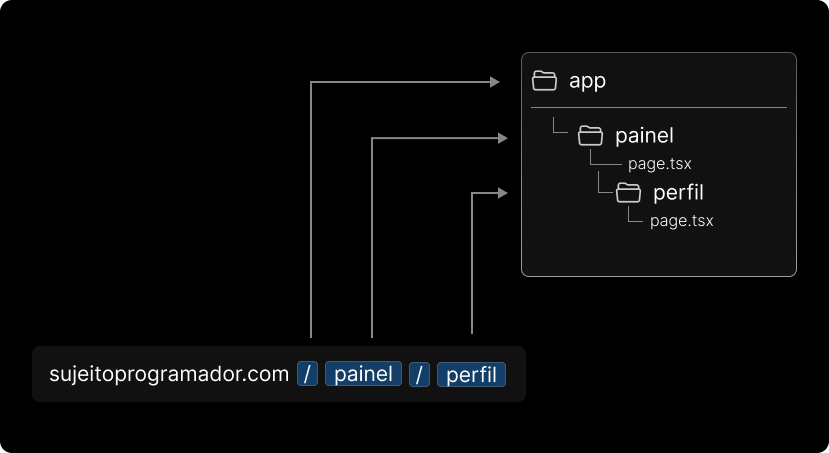 app
painel
page.tsx
perfil
page.tsx
sujeitoprogramador.com / painel / perfil